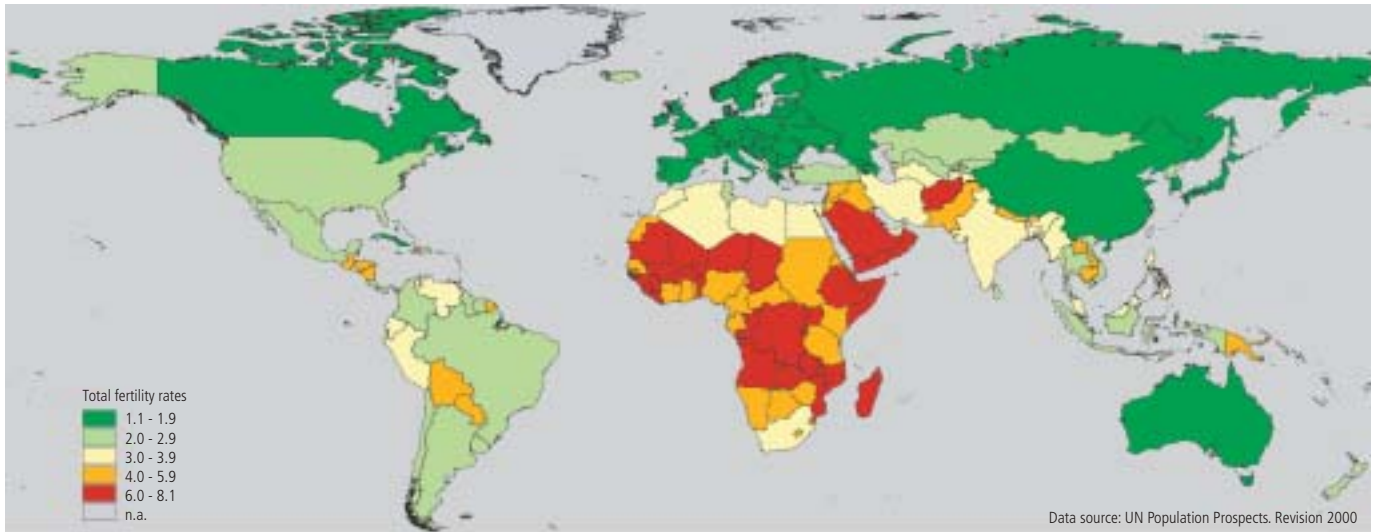 Total fertility rates
1.1 - 1.9
2.0 - 2.9
3.0 - 3.9
4.0 - 5.9
6.0 - 8.1
n.a.
Data source: UN Population Prospects. Revision 2000